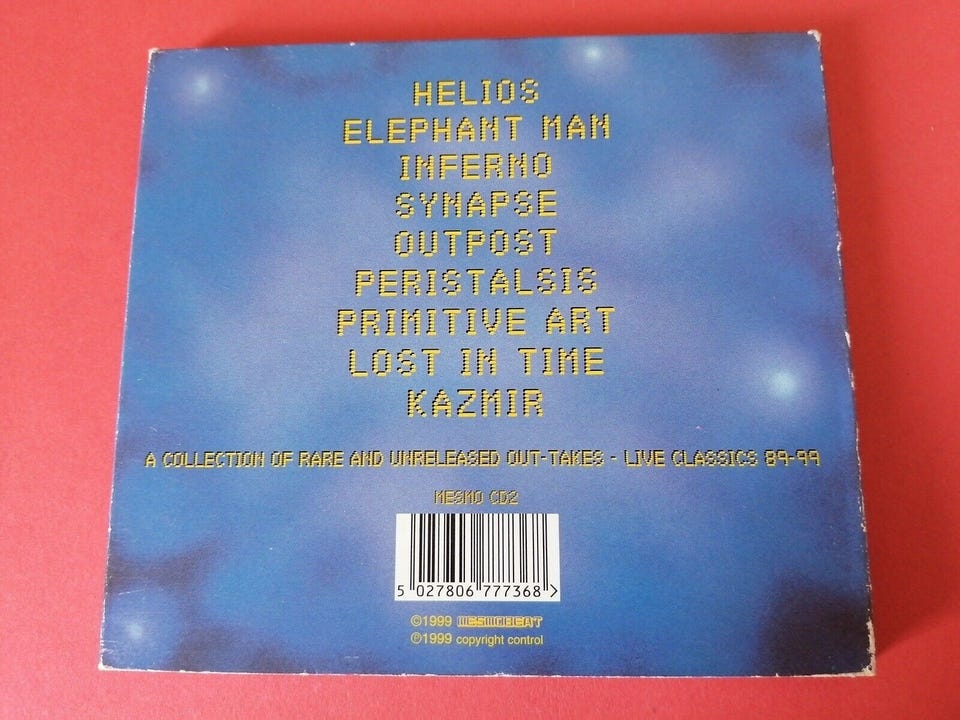 HELIOS
ELEPHANT MAN
INFERNO
SYNAPSE
OUTPOST
PERISTALSIS
PRIMITIVE ART
LOST IN TIME
KAZMIR
A COLLECTION OF RARE AND UNRELEASED OUT-TAKES - LIVE CLASSICS 89-99
MESMO CD2
5 027806 777368 >
©1999 MESMOBEAT
℗1999 copyright control